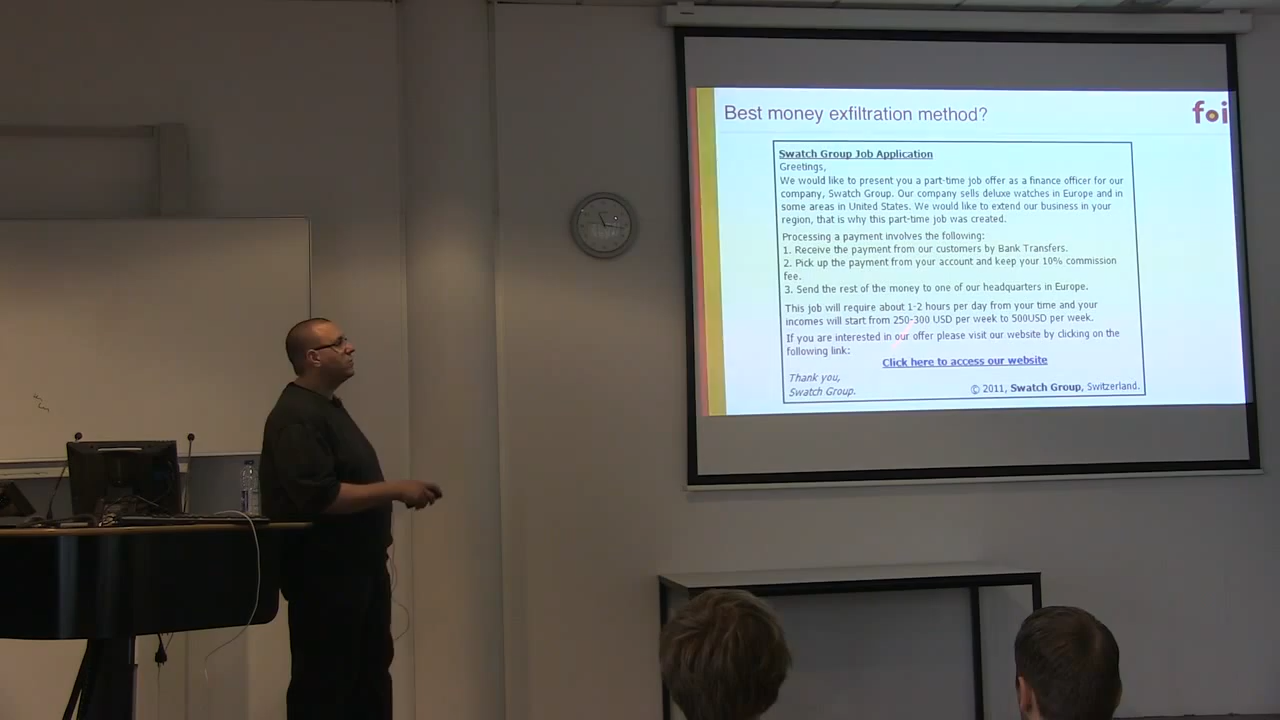 Best money exfiltration method?
foi
Swatch Group Job Application
Greetings,
We would like to present you a part-time job offer as a finance officer for our
company, Swatch Group. Our company sells deluxe watches in Europe and in
some areas in United States. We would like to extend our business in your
region, that is why this part-time job was created.
Processing a payment involves the following:
1. Receive the payment from our customers by Bank Transfers.
2. Pick up the payment from your account and keep your 10% commission
fee.
3. Send the rest of the money to one of our headquarters in Europe.
This job will require about 1-2 hours per day from your time and your
incomes will start from 250-300 USD per week to 500USD per week.
If you are interested in our offer please visit our website by clicking on the
following link:
Click here to access our website
Thank you,
Swatch Group.
© 2011, Swatch Group, Switzerland.